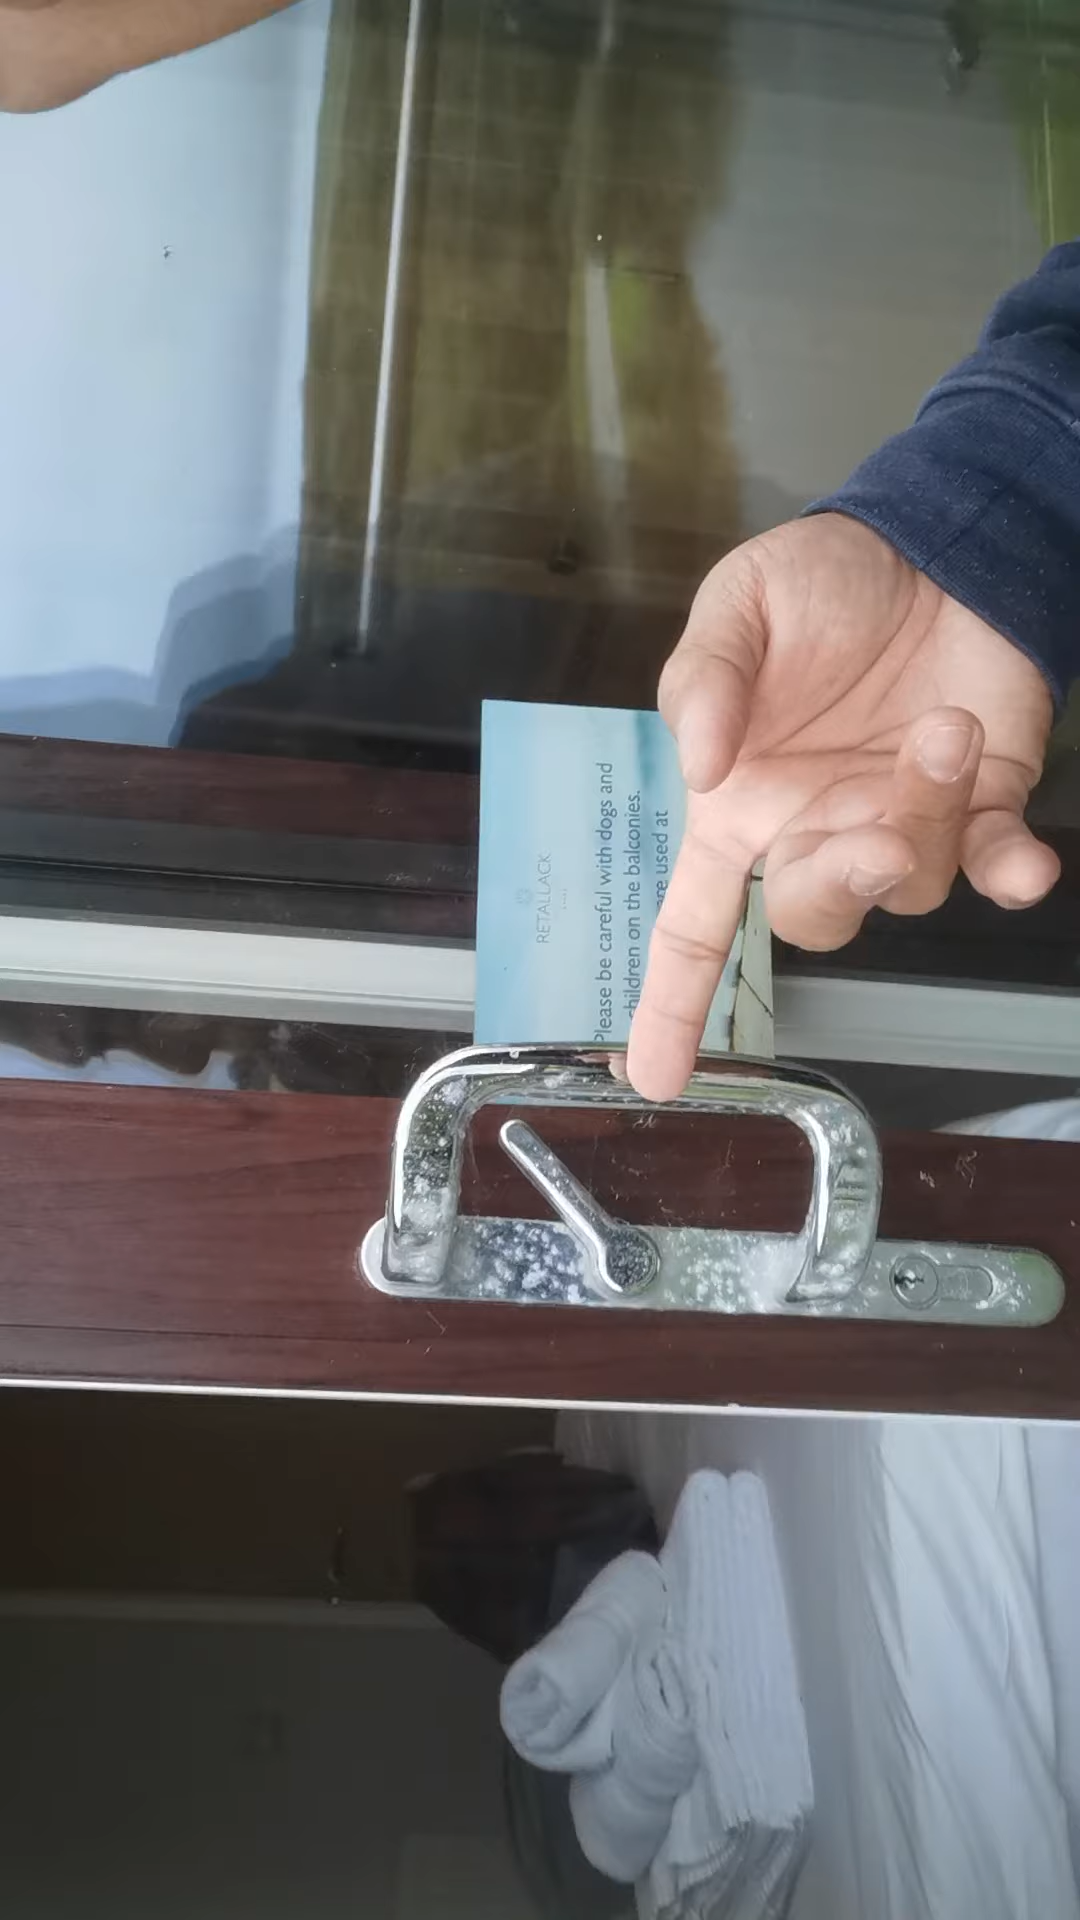 RETALLACK
Please be careful with dogs and
children on the balconies.
are used at